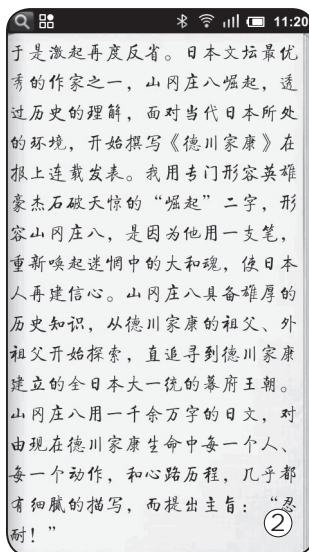 11:20
于是激起再度反省。日本文坛最优
秀的作家之一，山冈庄八崛起，透
过历史的理解，面对当代日本所处
的环境，开始撰写《德川家康》在
报上连载发表。我用专门形容英雄
豪杰石破天惊的“崛起”二字，形
容山冈庄八，是因为他用一支笔，
重新唤起迷惘中的大和魂，使日本
人再建信心。山冈庄八具备雄厚的
历史知识，从德川家康的祖父、外
祖父开始探索，直追寻到德川家康
建立的全日本大一统的幕府王朝。
山冈庄八用一千余万字的日文，对
由现在德川家康生命中每一个人、
每一个动作，和心路历程，几乎都
有细腻的描写，而提出主旨：“忍
耐！”
②